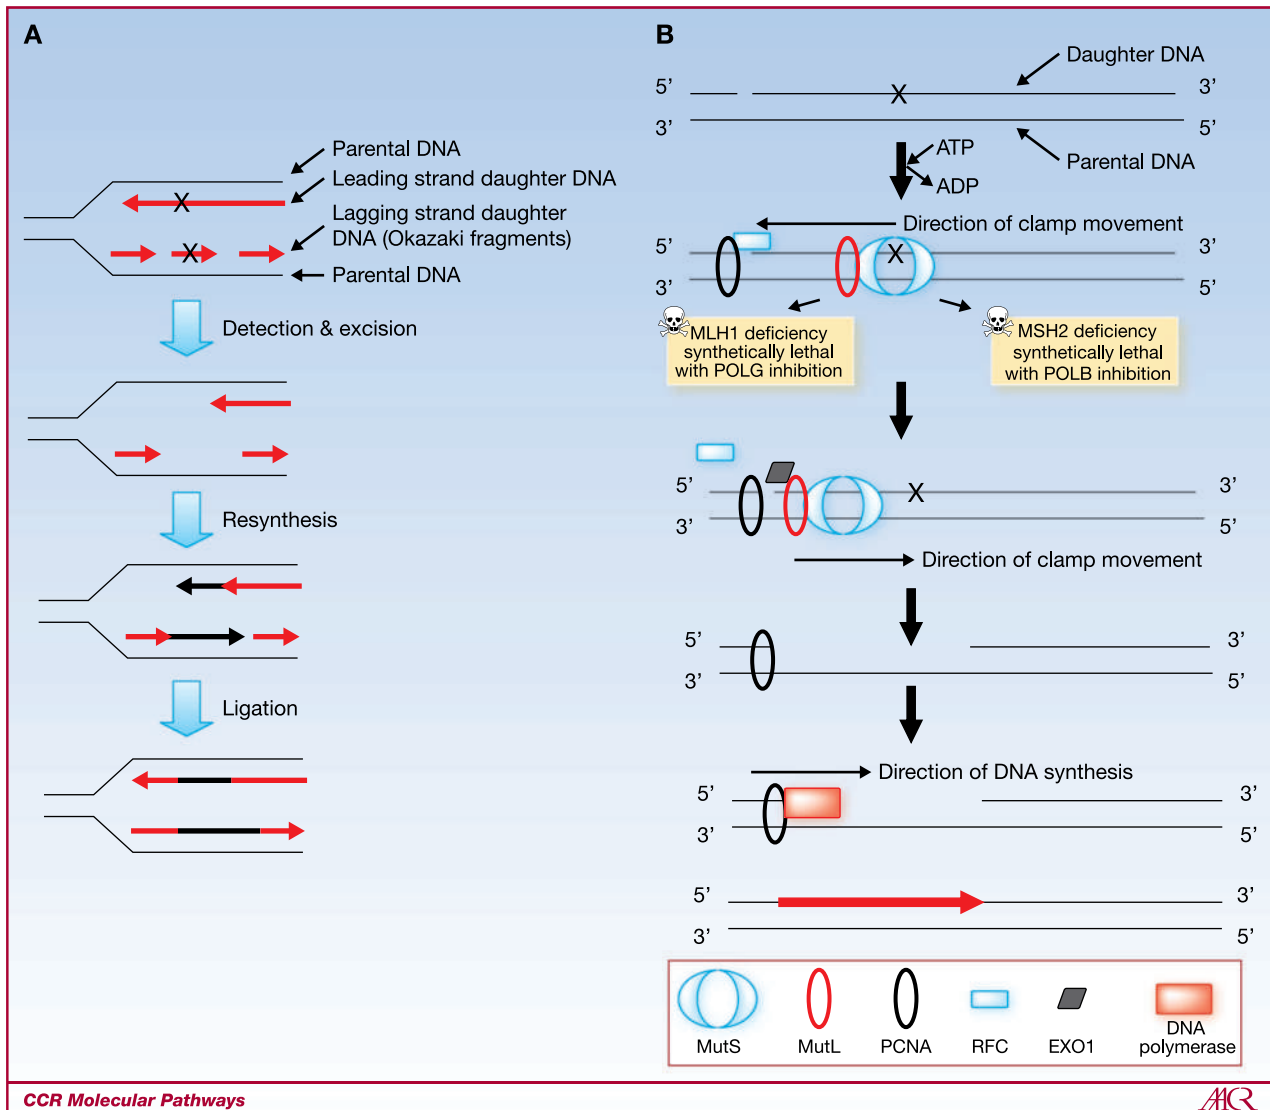 A
Parental DNA
Leading strand daughter DNA
Lagging strand daughter
DNA (Okazaki fragments)
Parental DNA
X
X
Detection & excision
Resynthesis
Ligation
B
Daughter DNA
5’
X
3’
3’
5’
ATP
Parental DNA
ADP
Direction of clamp movement
5’
X
3’
3’
5’
MLH1 deficiency
synthetically lethal
with POLG inhibition
MSH2 deficiency
synthetically lethal
with POLB inhibition
5’
X
3’
3’
5’
Direction of clamp movement
5’
3’
3’
5’
Direction of DNA synthesis
5’
3’
3’
5’
5’
3’
3’
5’
MutS
MutL
PCNA
RFC
EXO1
DNA
polymerase
CCR Molecular Pathways
AACR